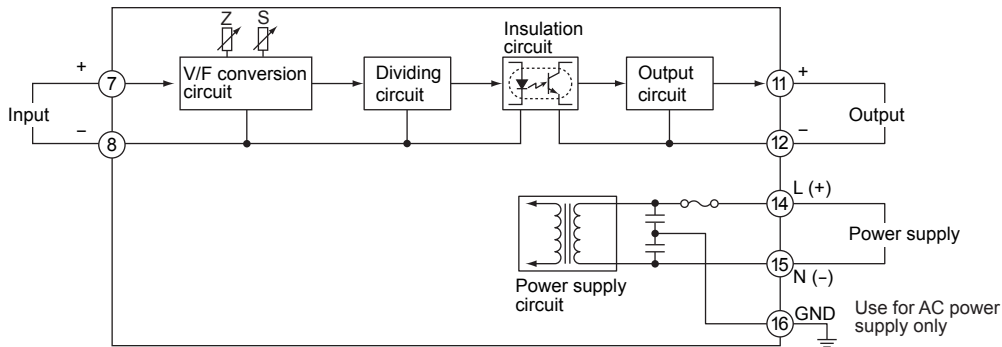 Z S
Insulation
circuit
+
7
V/F conversion
circuit
Dividing
circuit
Output
circuit
11
+
Input
Output
−
8
12
−
L (+)
14
Power supply
15
N (−)
Power supply
circuit
16
GND
Use for AC power
supply only